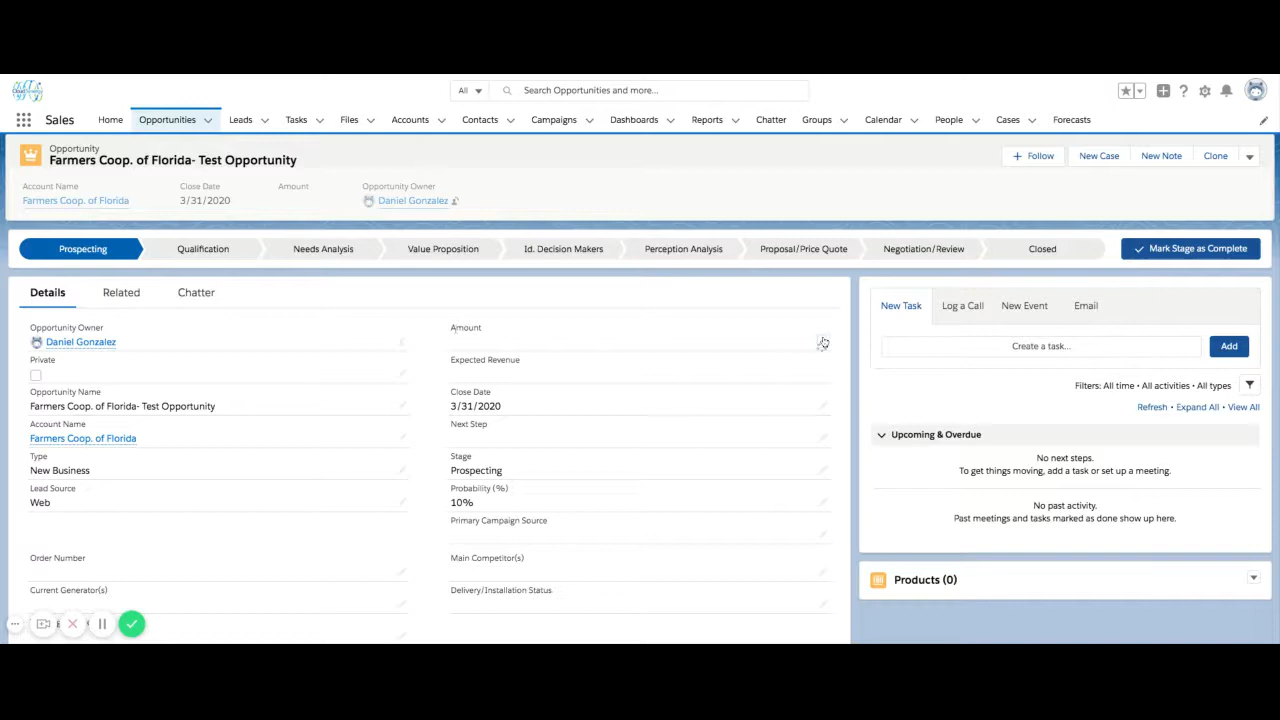 All
Search Opportunities and more...
Sales Home Opportunities Leads Tasks Files Accounts Contacts Campaigns Dashboards Reports Chatter Groups Calendar People Cases Forecasts
Opportunity
Farmers Coop. of Florida- Test Opportunity
+ Follow New Case New Note Clone
Account Name Close Date Amount Opportunity Owner
Farmers Coop. of Florida 3/31/2020 Daniel Gonzalez
Prospecting Qualification Needs Analysis Value Proposition Id. Decision Makers Perception Analysis Proposal/Price Quote Negotiation/Review Closed Mark Stage as Complete
Details Related Chatter
Opportunity Owner
Daniel Gonzalez
Private
Opportunity Name
Farmers Coop. of Florida- Test Opportunity
Account Name
Farmers Coop. of Florida
Type
New Business
Lead Source
Web
Order Number
Current Generator(s)
Amount
Expected Revenue
Close Date
3/31/2020
Next Step
Stage
Prospecting
Probability (%)
10%
Primary Campaign Source
Main Competitor(s)
Delivery/Installation Status
New Task Log a Call New Event Email
Create a task...
Add
Filters: All time • All activities • All types
Refresh • Expand All • View All
Upcoming & Overdue
No next steps.
To get things moving, add a task or set up a meeting.
No past activity.
Past meetings and tasks marked as done show up here.
Products (0)